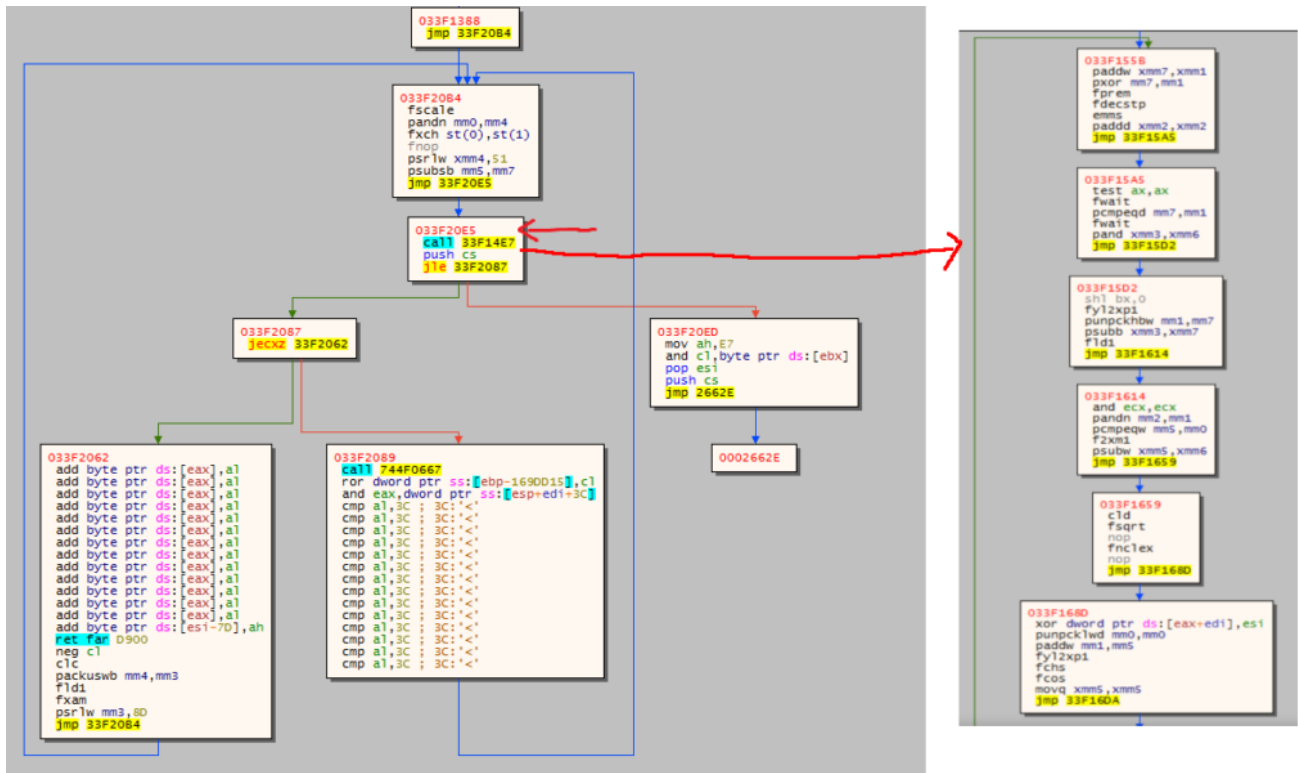 033F1388
jmp 33F20B4
033F20B4
fscale
pandn mm0,mm4
fxch st(0),st(1)
fnop
psrlw xmm4,51
psubsb mm5,mm7
jmp 33F20E5
033F20E5
call 33F14E7
push cs
jle 33F2087
033F2087
jecxz 33F2062
033F20ED
mov ah,E7
and cl,byte ptr ds:[ebx]
pop esi
push cs
jmp 2662E
0002662E
033F2062
add byte ptr ds:[eax],al
add byte ptr ds:[eax],al
add byte ptr ds:[eax],al
add byte ptr ds:[eax],al
add byte ptr ds:[eax],al
add byte ptr ds:[eax],al
add byte ptr ds:[eax],al
add byte ptr ds:[eax],al
add byte ptr ds:[eax],al
add byte ptr ds:[eax],al
add byte ptr ds:[eax],al
add byte ptr ds:[eax],al
add byte ptr ds:[eax],al
add byte ptr ds:[esi-7D],ah
ret far D900
neg cl
clc
packuswb mm4,mm3
fld1
fxam
psrlw mm3,8D
jmp 33F20B4
033F2089
call 744F0667
ror dword ptr ss:[ebp-169DD15],cl
and eax,dword ptr ss:[esp+edi+3C]
cmp al,3C ; 3C:'<'
cmp al,3C ; 3C:'<'
cmp al,3C ; 3C:'<'
cmp al,3C ; 3C:'<'
cmp al,3C ; 3C:'<'
cmp al,3C ; 3C:'<'
cmp al,3C ; 3C:'<'
cmp al,3C ; 3C:'<'
cmp al,3C ; 3C:'<'
cmp al,3C ; 3C:'<'
cmp al,3C ; 3C:'<'
cmp al,3C ; 3C:'<'
cmp al,3C ; 3C:'<'
cmp al,3C ; 3C:'<'
033F155B
paddw xmm7,xmm1
pxor mm7,mm1
fprem
fdecstp
emms
paddd xmm2,xmm2
jmp 33F15A5
033F15A5
test ax,ax
fwait
pcmpeqd mm7,mm1
fwait
pand xmm3,xmm6
jmp 33F15D2
033F15D2
shl bx,0
fyl2xp1
punpckhbw mm1,mm7
psubb xmm3,xmm7
fld1
jmp 33F1614
033F1614
and ecx,ecx
pandn mm2,mm1
pcmpeqw mm5,mm0
f2xm1
psubw xmm5,xmm6
jmp 33F1659
033F1659
cld
fsqrt
nop
fnclex
nop
jmp 33F168D
033F168D
xor dword ptr ds:[eax+edi],esi
punpcklwd mm0,mm0
paddw mm1,mm5
fyl2xp1
fchs
fcos
movq xmm5,xmm5
jmp 33F16DA